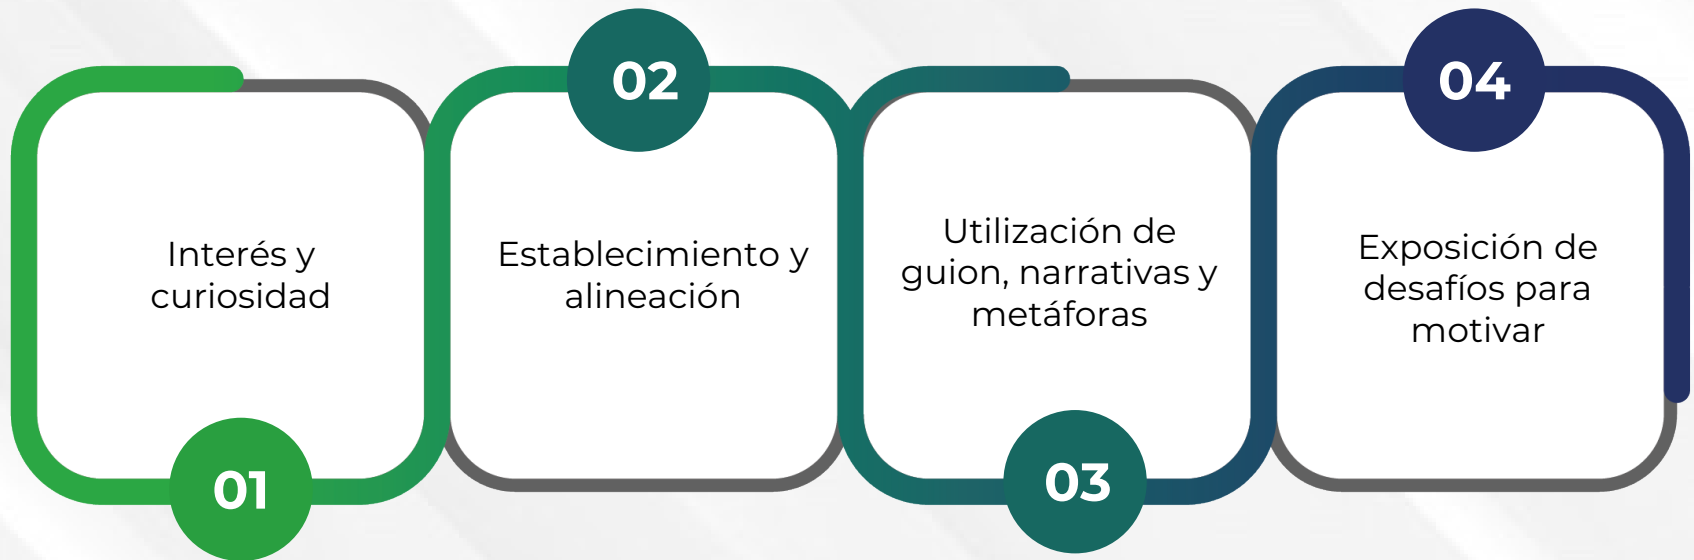 01
Interés y
curiosidad
02
Establecimiento y
alineación
03
Utilización de
guion, narrativas y
metáforas
04
Exposición de
desafíos para
motivar